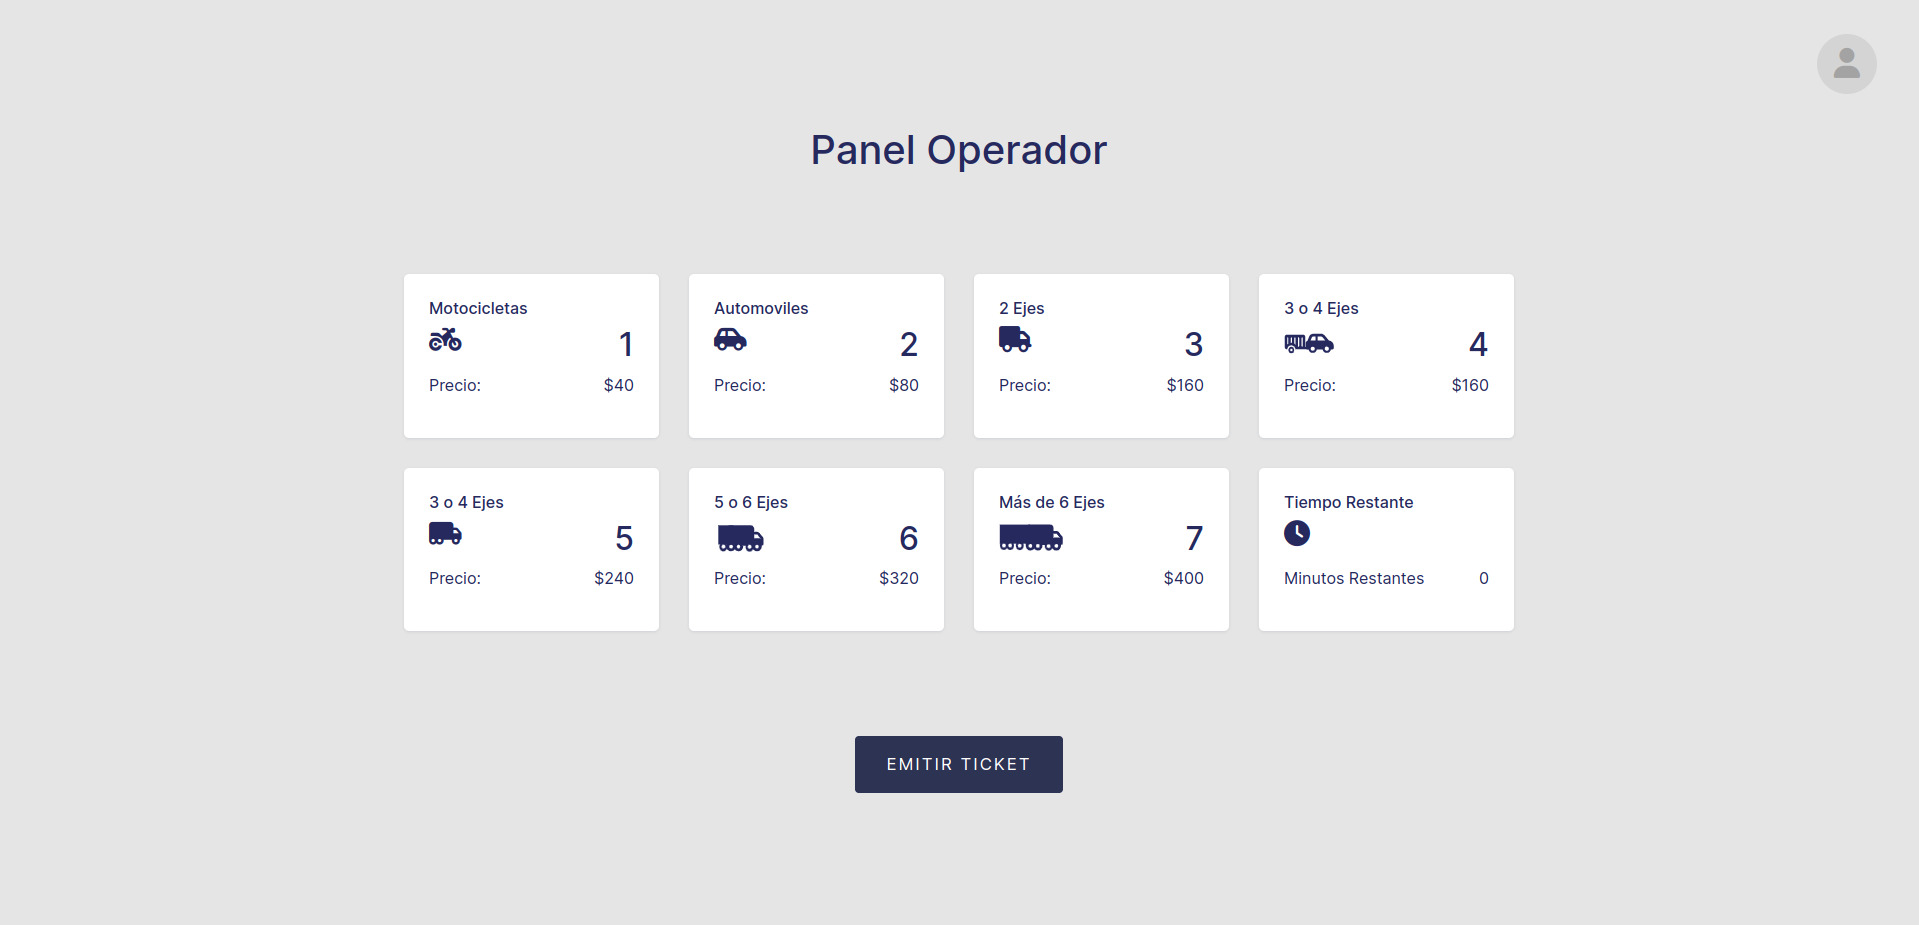 Panel Operador
Motocicletas
1
Precio: $40
Automoviles
2
Precio: $80
2 Ejes
3
Precio: $160
3 o 4 Ejes
4
Precio: $160
3 o 4 Ejes
5
Precio: $240
5 o 6 Ejes
6
Precio: $320
Más de 6 Ejes
7
Precio: $400
Tiempo Restante
Minutos Restantes 0
EMITIR TICKET